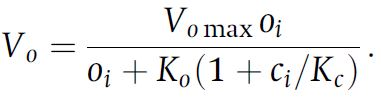 V_o = \frac{V_{o\,max} o_i}{o_i + K_o(1 + c_i/K_c)}.